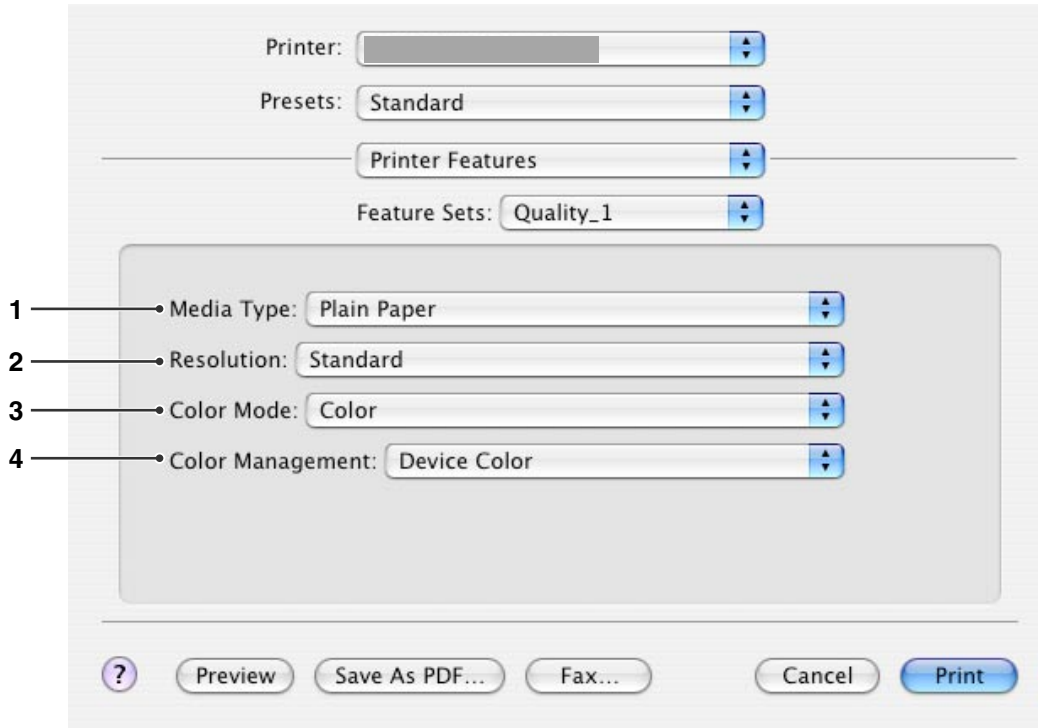 Printer:
Presets: Standard
Printer Features
Feature Sets: Quality_1
1 Media Type: Plain Paper
2 Resolution: Standard
3 Color Mode: Color
4 Color Management: Device Color
? Preview Save As PDF... Fax... Cancel Print